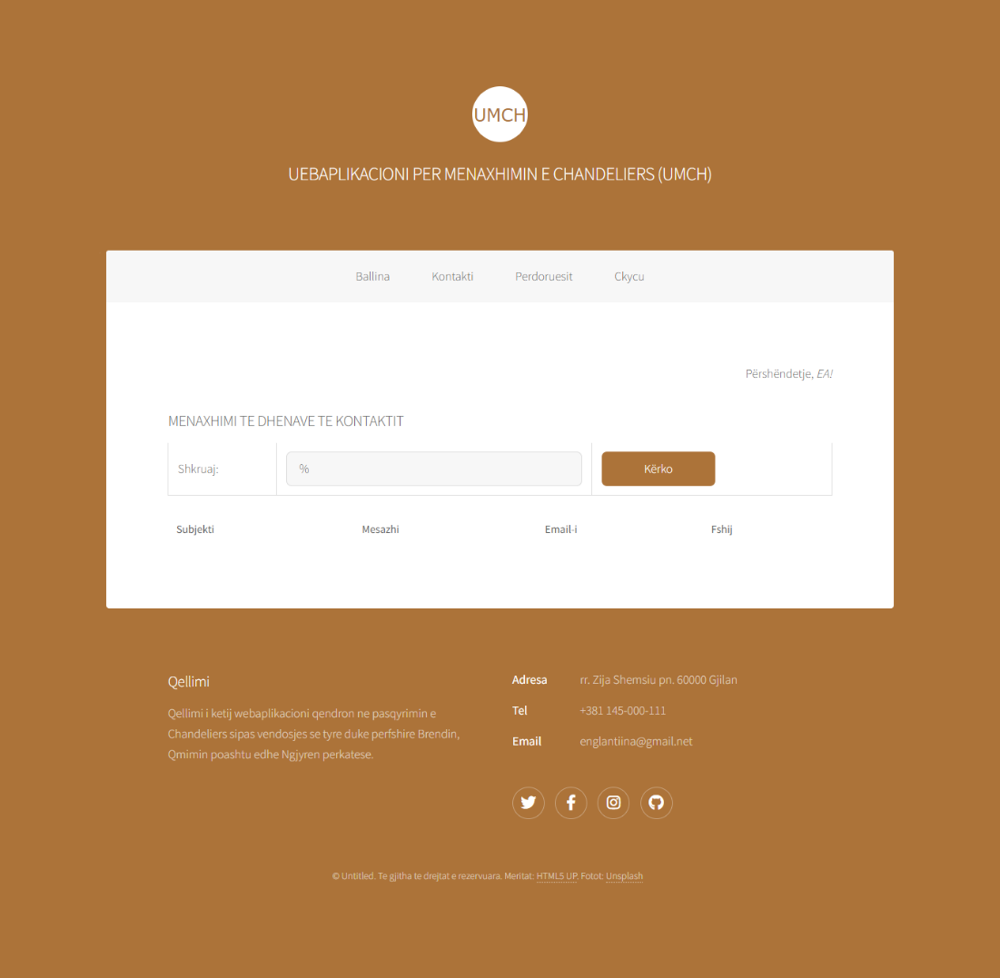 UMCH
UEBAPLIKACIONI PER MENAXHIMIN E CHANDELIERS (UMCH)
Ballina Kontakti Perdoruesit Ckycu
Përshëndetje, EA!
MENAXHIMI TE DHENAVE TE KONTAKTIT
Shkruaj: % Kërko
Subjekti Mesazhi Email-i Fshij
Qellimi
Qellimi i ketij webaplikacioni qendron ne pasqyrimin e
Chandeliers sipas vendosjes se tyre duke perfshire Brendin,
Qmimin poashtu edhe Ngjyren perkatese.
Adresa rr. Zija Shemsiu pn. 60000 Gjilan
Tel +381 145-000-111
Email englantiina@gmail.net
© Untitled. Te gjitha te drejtat e rezervuara. Meritat: HTML5 UP. Fotot: Unsplash